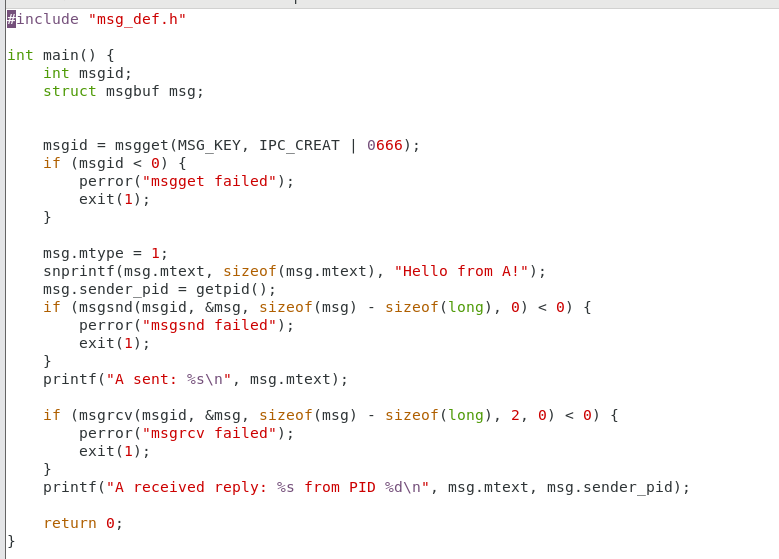 #include "msg_def.h"

int main() {
    int msgid;
    struct msgbuf msg;


    msgid = msgget(MSG_KEY, IPC_CREAT | 0666);
    if (msgid < 0) {
        perror("msgget failed");
        exit(1);
    }

    msg.mtype = 1;
    snprintf(msg.mtext, sizeof(msg.mtext), "Hello from A!");
    msg.sender_pid = getpid();
    if (msgsnd(msgid, &msg, sizeof(msg) - sizeof(long), 0) < 0) {
        perror("msgsnd failed");
        exit(1);
    }
    printf("A sent: %s\n", msg.mtext);

    if (msgrcv(msgid, &msg, sizeof(msg) - sizeof(long), 2, 0) < 0) {
        perror("msgrcv failed");
        exit(1);
    }
    printf("A received reply: %s from PID %d\n", msg.mtext, msg.sender_pid);

    return 0;
}